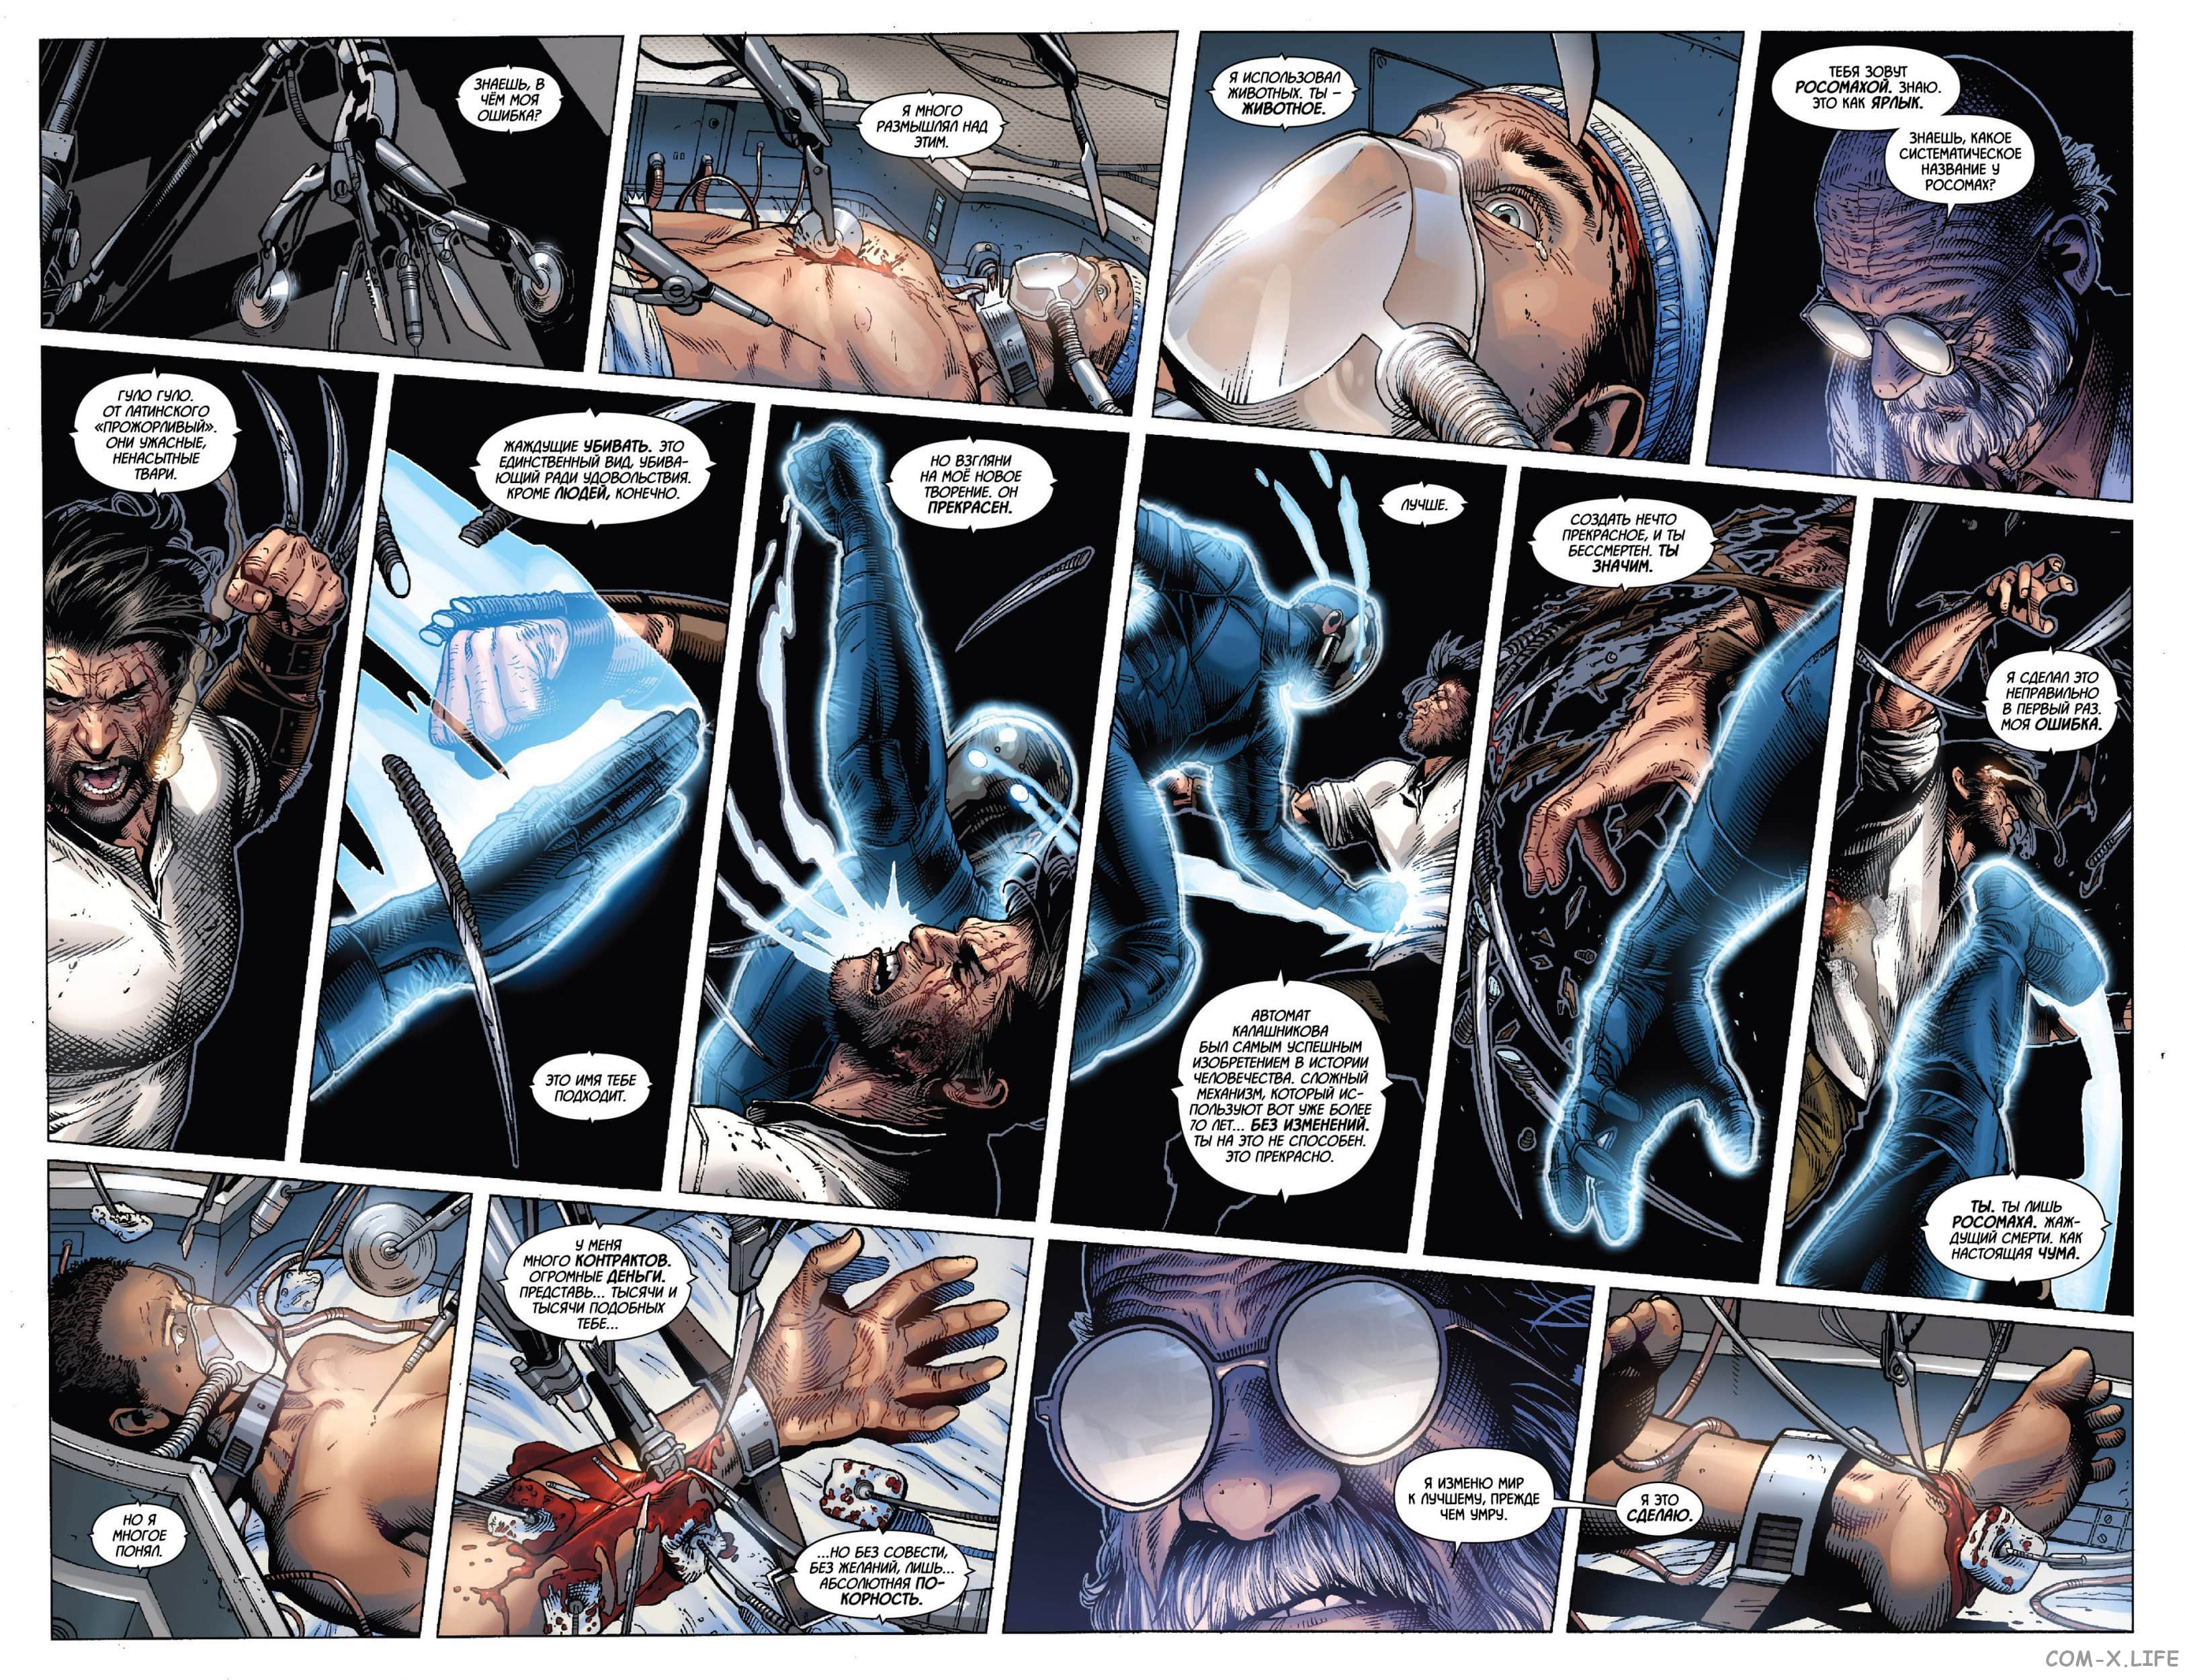 ЗНАЕШЬ, В
ЧЁМ МОЯ
ОШИБКА?
Я МНОГО
РАЗМЫШЛЯЛ НАД
ЭТИМ.
Я ИСПОЛЬЗОВАЛ
ЖИВОТНЫХ. ТЫ –
ЖИВОТНОЕ.
ТЕБЯ ЗОВУТ
РОСОМАХОЙ. ЗНАЮ.
ЭТО КАК ЯРЛЫК.
ЗНАЕШЬ, КАКОЕ
СИСТЕМАТИЧЕСКОЕ
НАЗВАНИЕ У
РОСОМАХ?
ГУЛО ГУЛО.
ОТ ЛАТИНСКОГО
«ПРОЖОРЛИВЫЙ».
ОНИ УЖАСНЫЕ,
НЕНАСЫТНЫЕ
ТВАРИ.
ЖАЖДУЩИЕ УБИВАТЬ. ЭТО
ЕДИНСТВЕННЫЙ ВИД, УБИВА-
ЮЩИЙ РАДИ УДОВОЛЬСТВИЯ.
КРОМЕ ЛЮДЕЙ, КОНЕЧНО.
ЭТО ИМЯ ТЕБЕ
ПОДХОДИТ.
НО ВЗГЛЯНИ
НА МОЁ НОВОЕ
ТВОРЕНИЕ. ОН
ПРЕКРАСЕН.
ЛУЧШЕ.
АВТОМАТ
КАЛАШНИКОВА
БЫЛ САМЫМ УСПЕШНЫМ
ИЗОБРЕТЕНИЕМ В ИСТОРИИ
ЧЕЛОВЕЧЕСТВА. СЛОЖНЫЙ
МЕХАНИЗМ, КОТОРЫЙ ИС-
ПОЛЬЗУЮТ ВОТ УЖЕ БОЛЕЕ
70 ЛЕТ... БЕЗ ИЗМЕНЕНИЙ.
ТЫ НА ЭТО НЕ СПОСОБЕН.
ЭТО ПРЕКРАСНО.
СОЗДАТЬ НЕЧТО
ПРЕКРАСНОЕ, И ТЫ
БЕССМЕРТЕН. ТЫ
ЗНАЧИМ.
Я СДЕЛАЛ ЭТО
НЕПРАВИЛЬНО
В ПЕРВЫЙ РАЗ.
МОЯ ОШИБКА.
ТЫ. ТЫ ЛИШЬ
РОСОМАХА. ЖАЖ-
ДУЩИЙ СМЕРТИ. КАК
НАСТОЯЩАЯ ЧУМА.
НО Я
МНОГОЕ
ПОНЯЛ.
У МЕНЯ
МНОГО КОНТРАКТОВ.
ОГРОМНЫЕ ДЕНЬГИ.
ПРЕДСТАВЬ... ТЫСЯЧИ И
ТЫСЯЧИ ПОДОБНЫХ
ТЕБЕ...
...НО БЕЗ СОВЕСТИ,
БЕЗ ЖЕЛАНИЙ, ЛИШЬ...
АБСОЛЮТНАЯ ПО-
КОРНОСТЬ.
Я ИЗМЕНЮ МИР
К ЛУЧШЕМУ, ПРЕЖДЕ
ЧЕМ УМРУ.
Я ЭТО
СДЕЛАЮ.
COM-X.LIFE